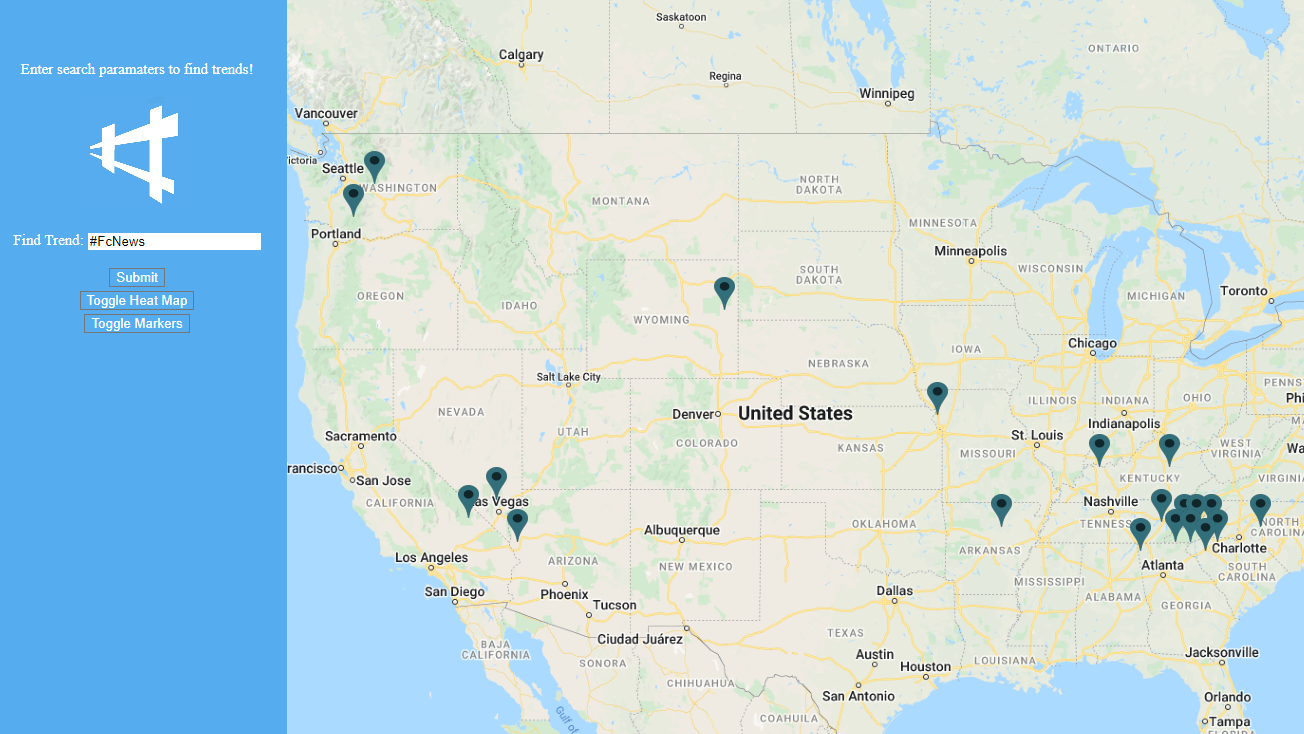 Enter search paramaters to find trends!
Find Trend: #FcNews
Submit
Toggle Heat Map
Toggle Markers
Saskatoon
Calgary
ONTARIO
Regina
Winnipeg
Vancouver
Seattle
WASHINGTON
NORTH
DAKOTA
MONTANA
MINNESOTA
Portland
Minneapolis
SOUTH
DAKOTA
WISCONSIN
OREGON
IDAHO
MICHIGAN
Toronto
WYOMING
Chicago
IOWA
NEBRASKA
Salt Lake City
NEVADA
Denver
United States
ILLINOIS
INDIANA
OHIO
PENNS
Phi
Indianapolis
Sacramento
UTAH
COLORADO
KANSAS
St. Louis
MISSOURI
WEST
VIRGINIA
Wa
rancisco
San Jose
KENTUCKY
VIRGINIA
CALIFORNIA
as Vegas
Nashville
TENNESS
NORTH
CAROLINA
Albuquerque
OKLAHOMA
ARKANSAS
Charlotte
Los Angeles
ARIZONA
NEW MEXICO
Atlanta
SOUTH
CAROLINA
San Diego
Phoenix
Tucson
Dallas
MISSISSIPPI
ALABAMA
GEORGIA
Ciudad Juárez
TEXAS
BAJA
CALIFORNIA
SONORA
Austin
Houston
LOUISIANA
Jacksonville
CHIHUAHUA
San Antonio
Orlando
COAHUILA
Gulf of
Tampa